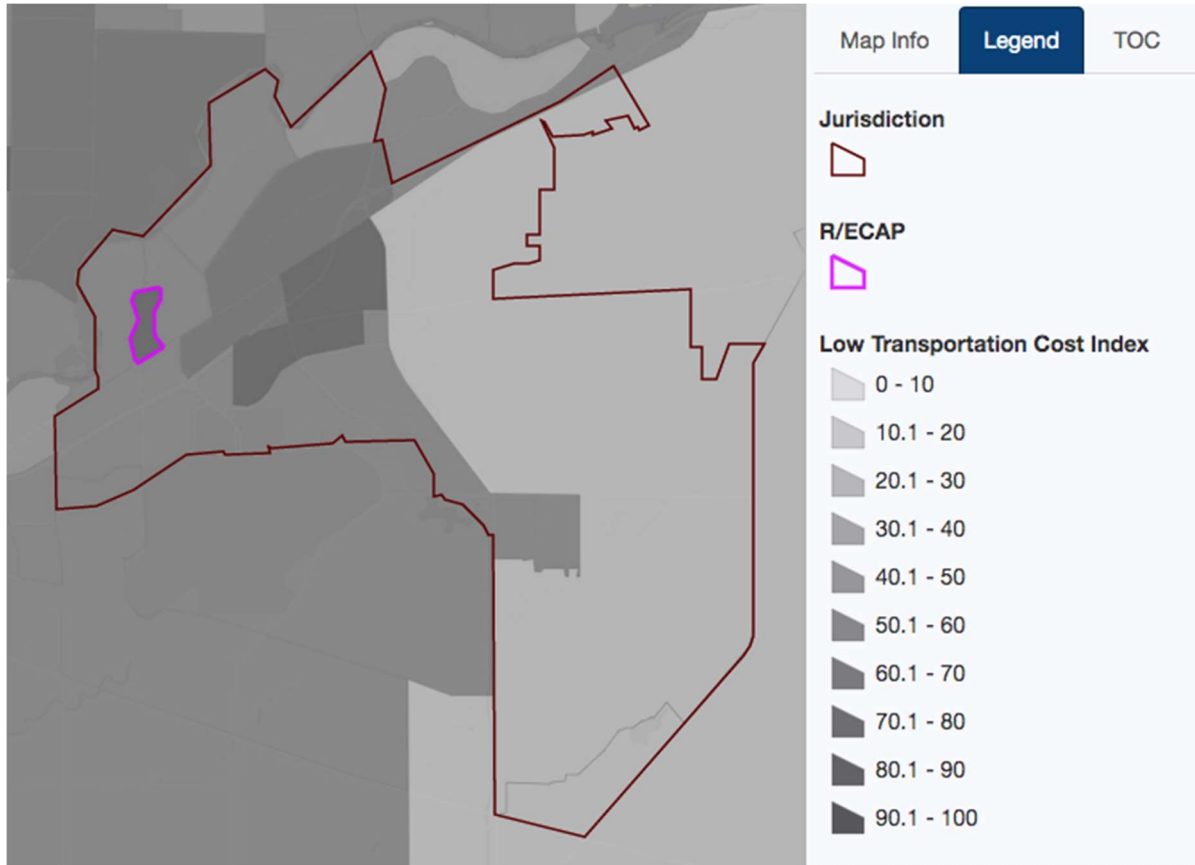 Map Info Legend TOC
Jurisdiction
R/ECAP
Low Transportation Cost Index
0 - 10
10.1 - 20
20.1 - 30
30.1 - 40
40.1 - 50
50.1 - 60
60.1 - 70
70.1 - 80
80.1 - 90
90.1 - 100